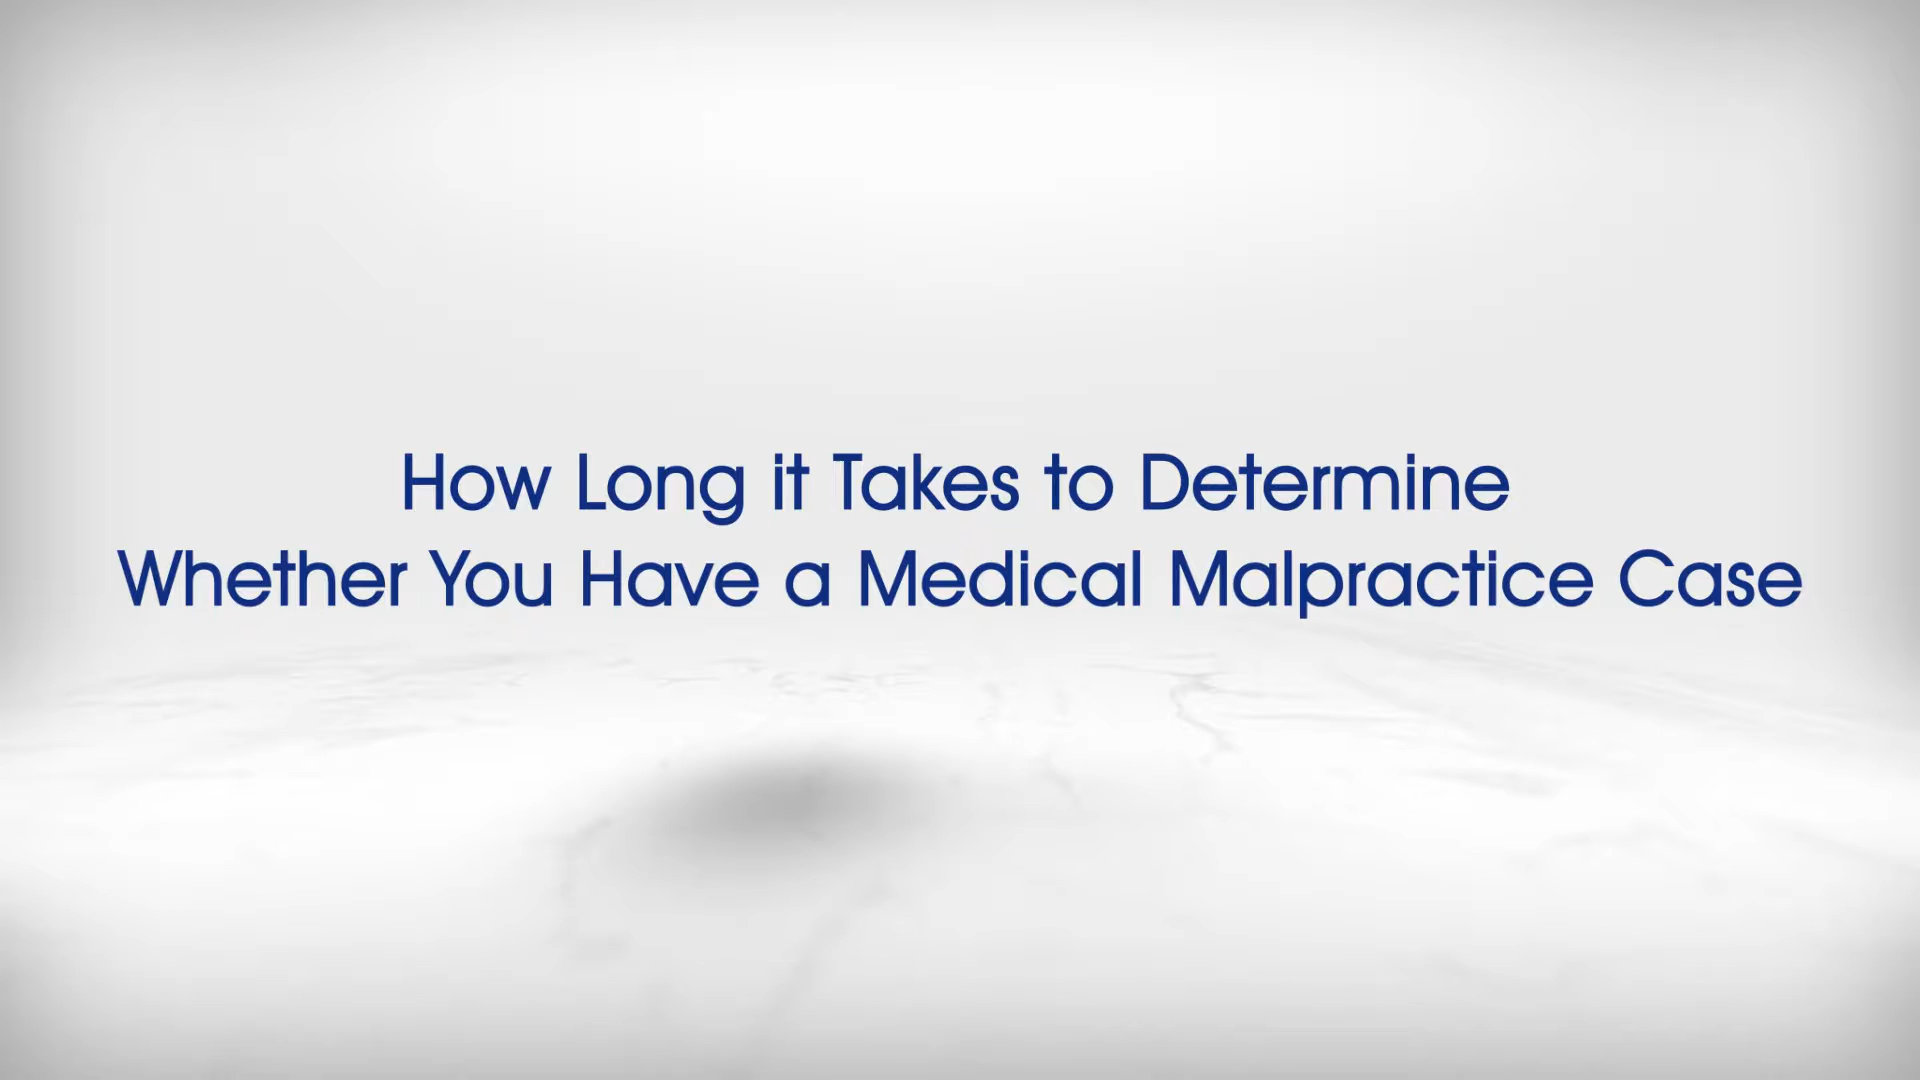 How Long it Takes to Determine
Whether You Have a Medical Malpractice Case